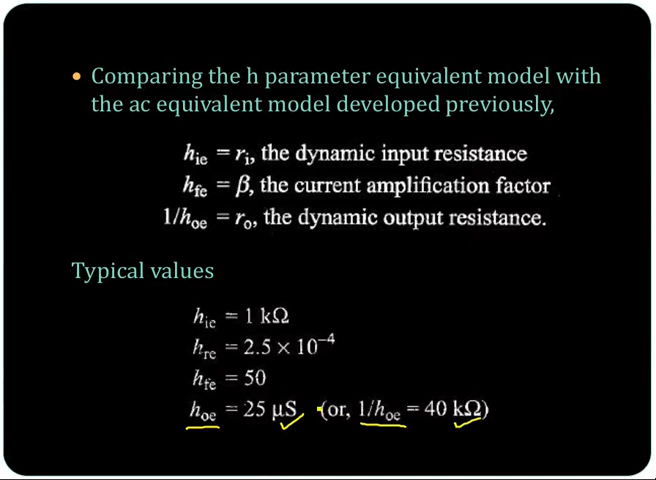 • Comparing the h parameter equivalent model with
the ac equivalent model developed previously,
hie = ri, the dynamic input resistance
hfe = β, the current amplification factor
1/hoe = ro, the dynamic output resistance.
Typical values
hie = 1 kΩ
hre = 2.5 × 10⁻⁴
hfe = 50
hoe = 25 μS (or, 1/hoe = 40 kΩ)